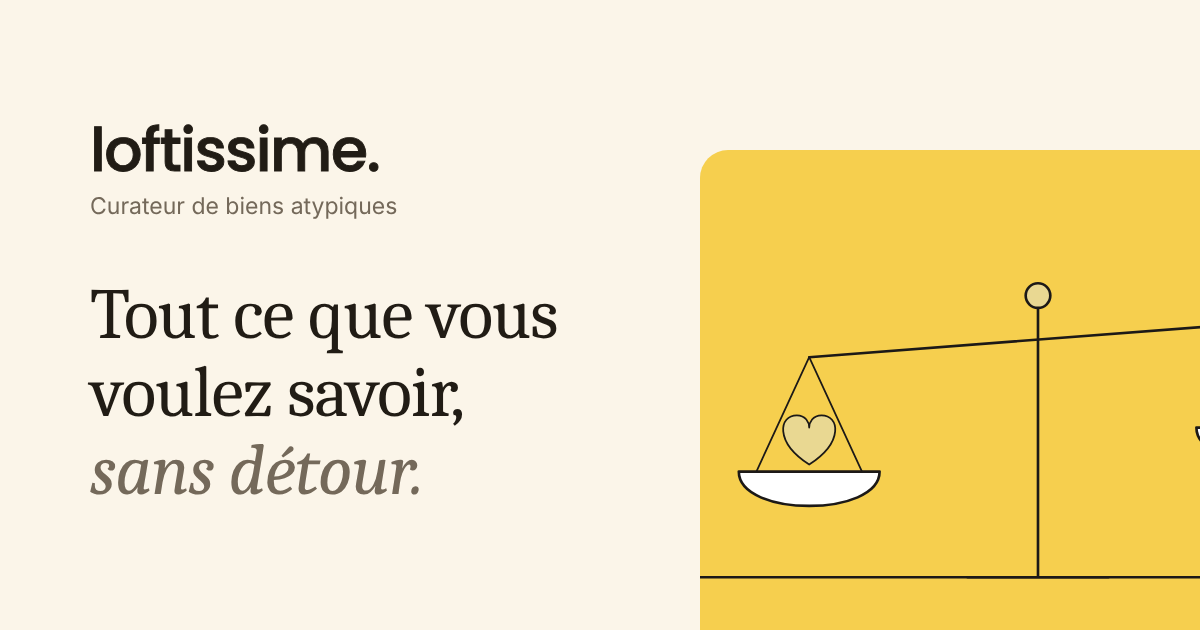 loftissime.
Curateur de biens atypiques
Tout ce que vous
voulez savoir,
sans détour.